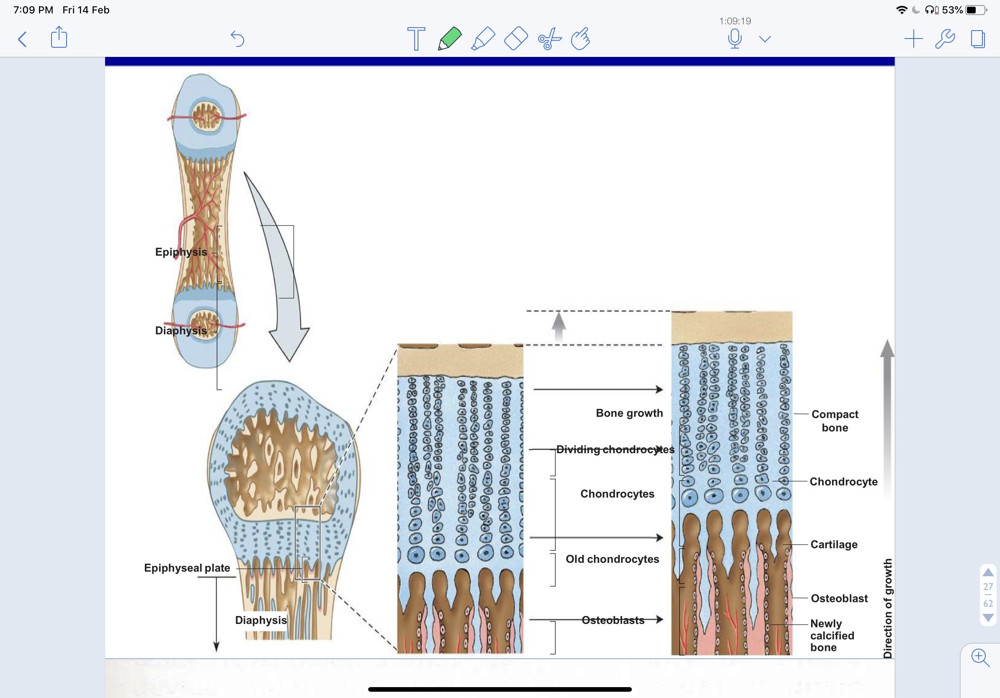 7:09 PM Fri 14 Feb
53%
1:09:19
Epiphysis
Diaphysis
Bone growth
Compact
bone
Dividing chondrocytes
Chondrocyte
Chondrocytes
Cartilage
Old chondrocytes
Epiphyseal plate
Osteoblast
Diaphysis
Osteoblasts
Newly
calcified
bone
Direction of growth
27
62